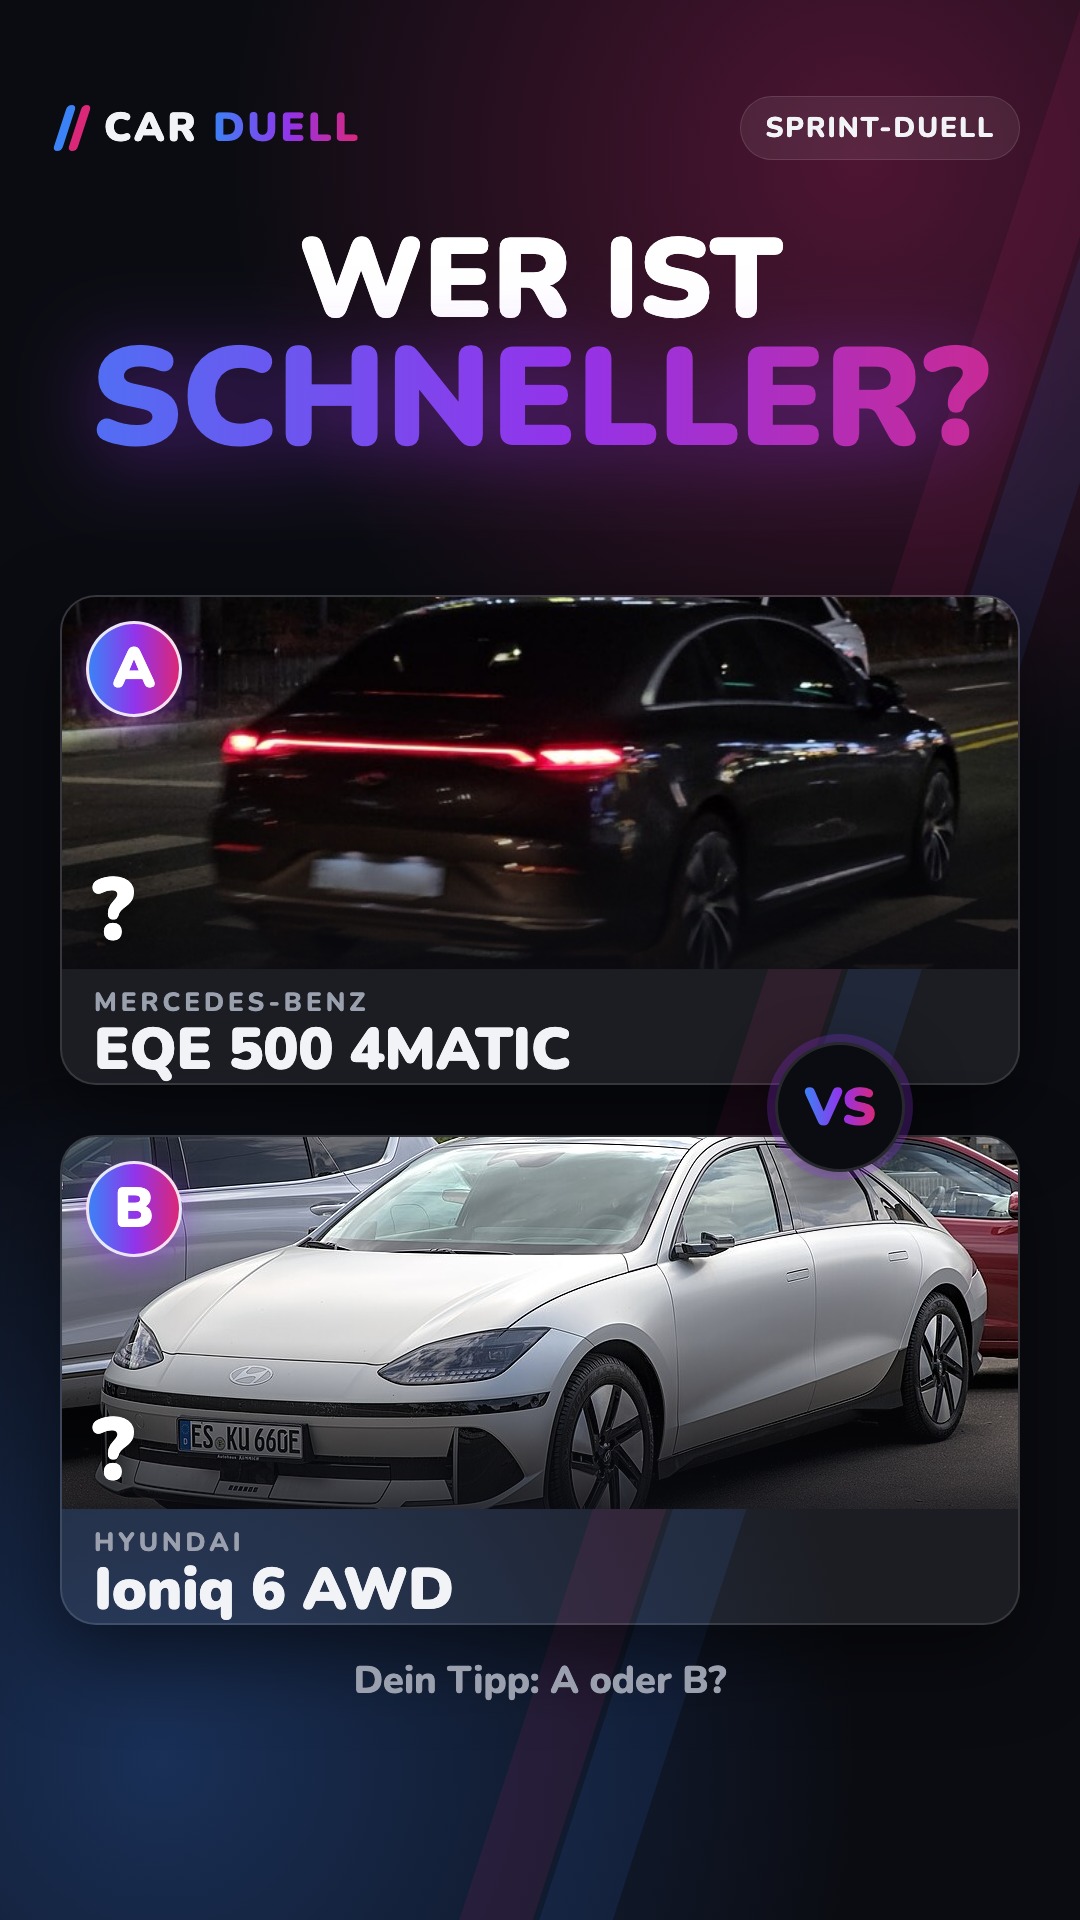 // CAR DUELL
SPRINT-DUELL
WER IST
SCHNELLER?
A
?
MERCEDES-BENZ
EQE 500 4MATIC
VS
B
ES KU 660E
?
HYUNDAI
Ioniq 6 AWD
Dein Tipp: A oder B?